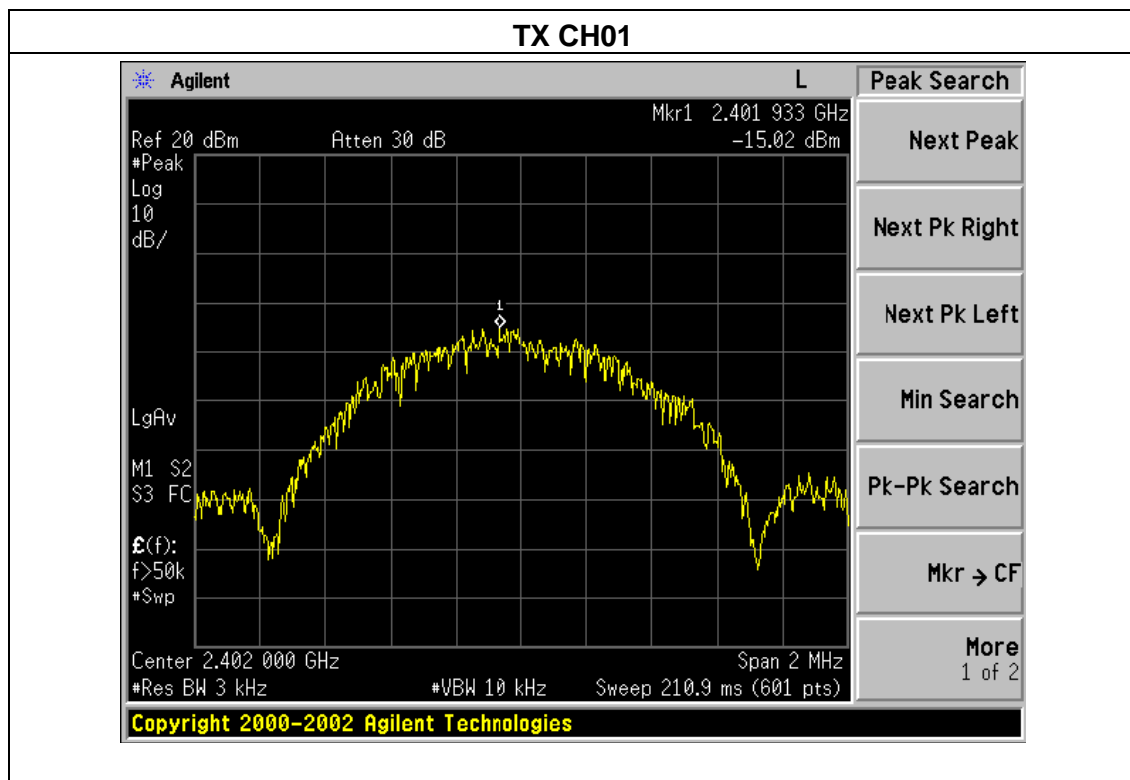 TX CH01
Agilent L Peak Search
Mkr1 2.401 933 GHz
Ref 20 dBm Atten 30 dB -15.02 dBm
#Peak
Log
10
dB/
1
LgAv
M1 S2
S3 FC
£(f):
f>50k
#Swp
Center 2.402 000 GHz Span 2 MHz
#Res BW 3 kHz #VBW 10 kHz Sweep 210.9 ms (601 pts)
Copyright 2000-2002 Agilent Technologies
Next Peak
Next Pk Right
Next Pk Left
Min Search
Pk-Pk Search
Mkr → CF
More
1 of 2